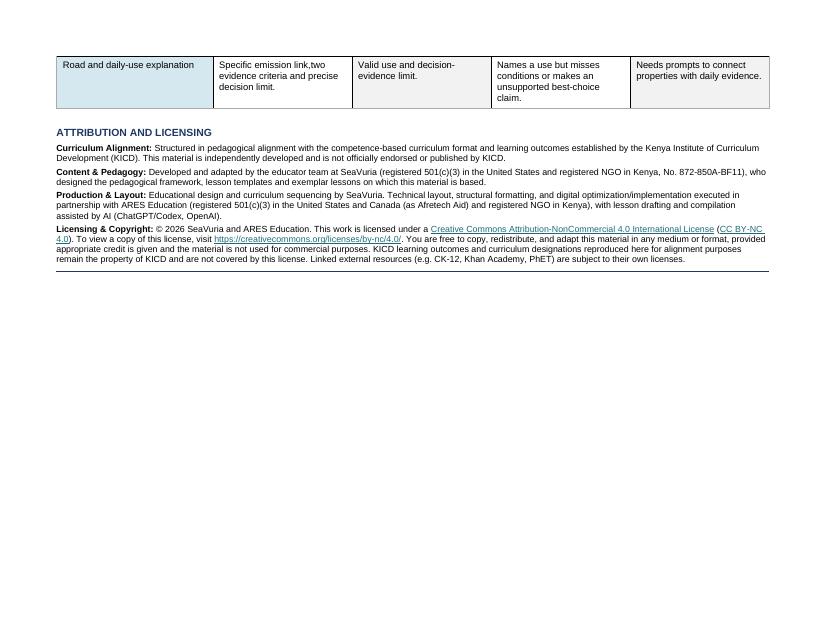 Road and daily-use explanation
Specific emission link,two
evidence criteria and precise
decision limit.
Valid use and decision-
evidence limit.
Names a use but misses
conditions or makes an
unsupported best-choice
claim.
Needs prompts to connect
properties with daily evidence.
ATTRIBUTION AND LICENSING
Curriculum Alignment: Structured in pedagogical alignment with the competence-based curriculum format and learning outcomes established by the Kenya Institute of Curriculum
Development (KICD). This material is independently developed and is not officially endorsed or published by KICD.
Content & Pedagogy: Developed and adapted by the educator team at SeaVuria (registered 501(c)(3) in the United States and registered NGO in Kenya, No. 872-850A-BF11), who
designed the pedagogical framework, lesson templates and exemplar lessons on which this material is based.
Production & Layout: Educational design and curriculum sequencing by SeaVuria. Technical layout, structural formatting, and digital optimization/implementation executed in
partnership with ARES Education (registered 501(c)(3) in the United States and Canada (as Afretech Aid) and registered NGO in Kenya), with lesson drafting and compilation
assisted by AI (ChatGPT/Codex, OpenAI).
Licensing & Copyright: © 2026 SeaVuria and ARES Education. This work is licensed under a Creative Commons Attribution-NonCommercial 4.0 International License (CC BY-NC
4.0). To view a copy of this license, visit https://creativecommons.org/licenses/by-nc/4.0/. You are free to copy, redistribute, and adapt this material in any medium or format, provided
appropriate credit is given and the material is not used for commercial purposes. KICD learning outcomes and curriculum designations reproduced here for alignment purposes
remain the property of KICD and are not covered by this license. Linked external resources (e.g. CK-12, Khan Academy, PhET) are subject to their own licenses.